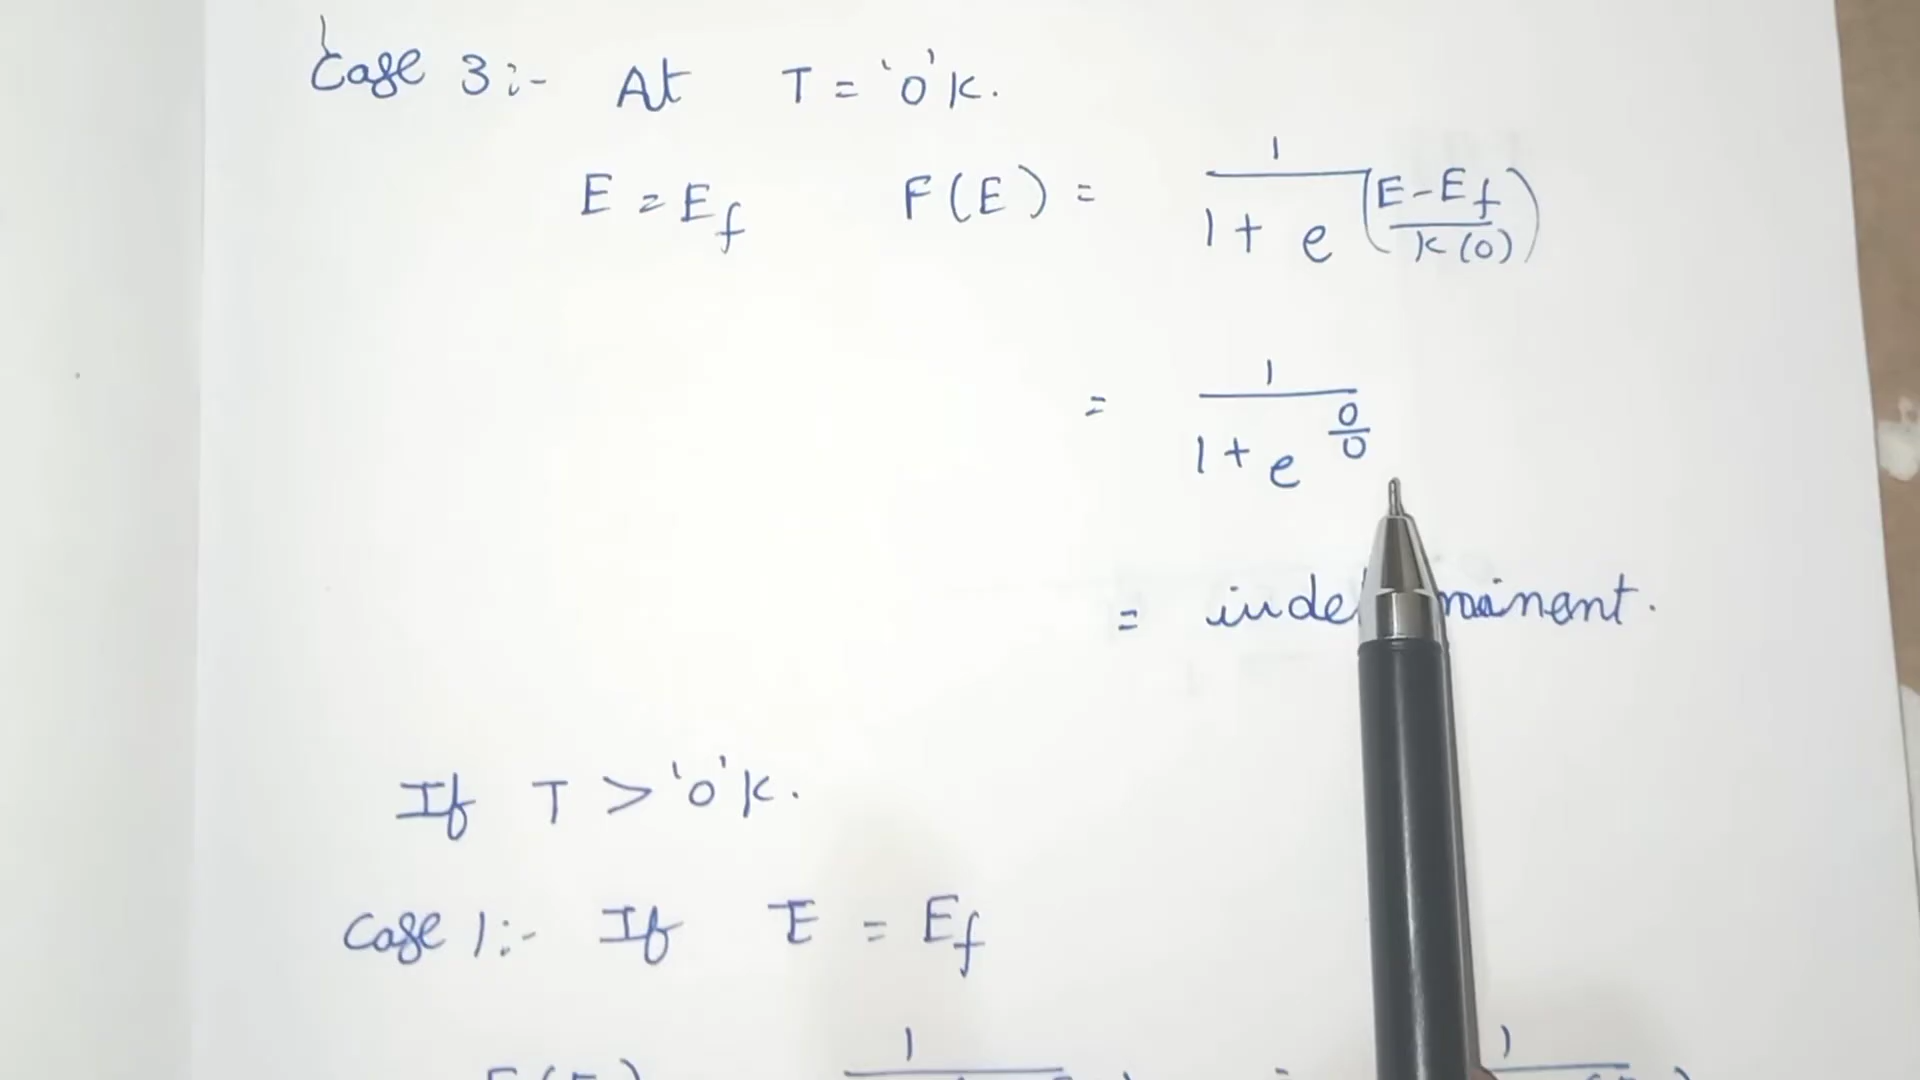 Case 3:- At T = '0' K.
E = Ef F(E) = 1 / 1 + e (E - Ef / K(0))
= 1 / 1 + e 0/0
=
If T > '0' K.
Case 1:- If E = Ef